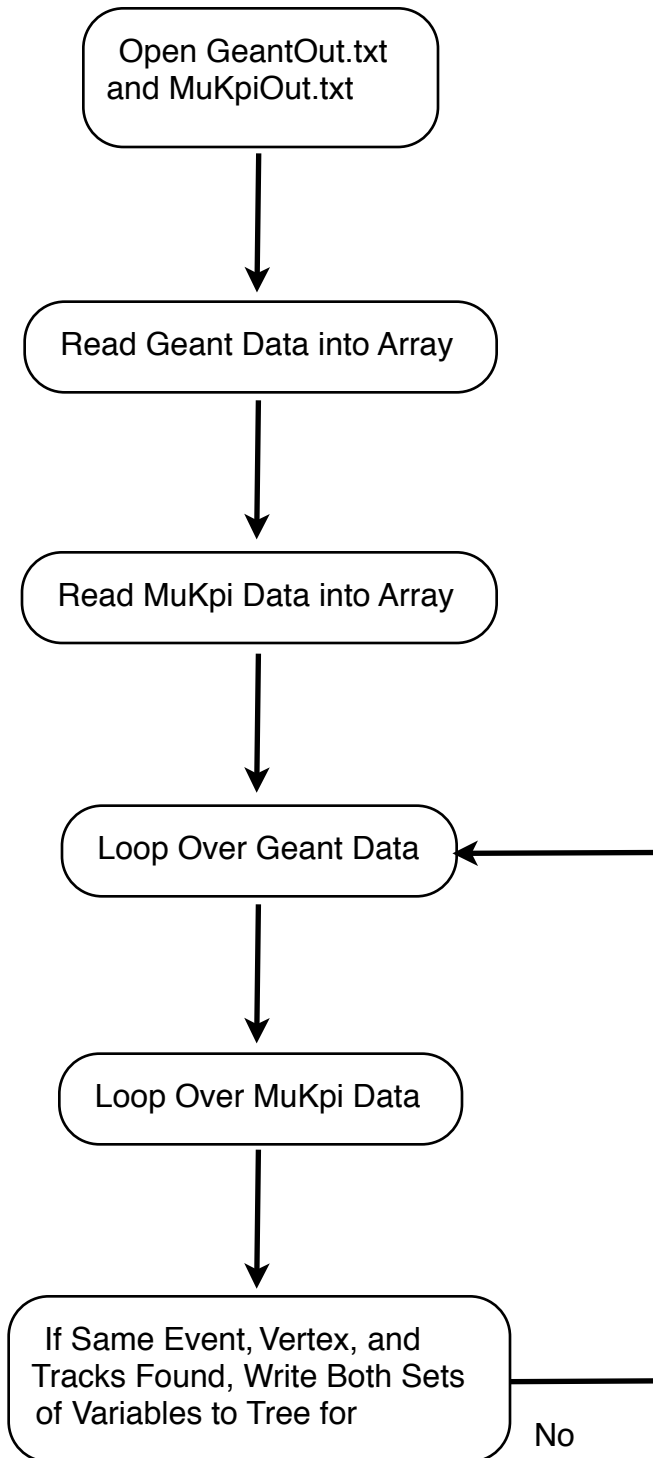 Open GeantOut.txt
and MuKpiOut.txt
Read Geant Data into Array
Read MuKpi Data into Array
Loop Over Geant Data
Loop Over MuKpi Data
If Same Event, Vertex, and
Tracks Found, Write Both Sets
of Variables to Tree for
No